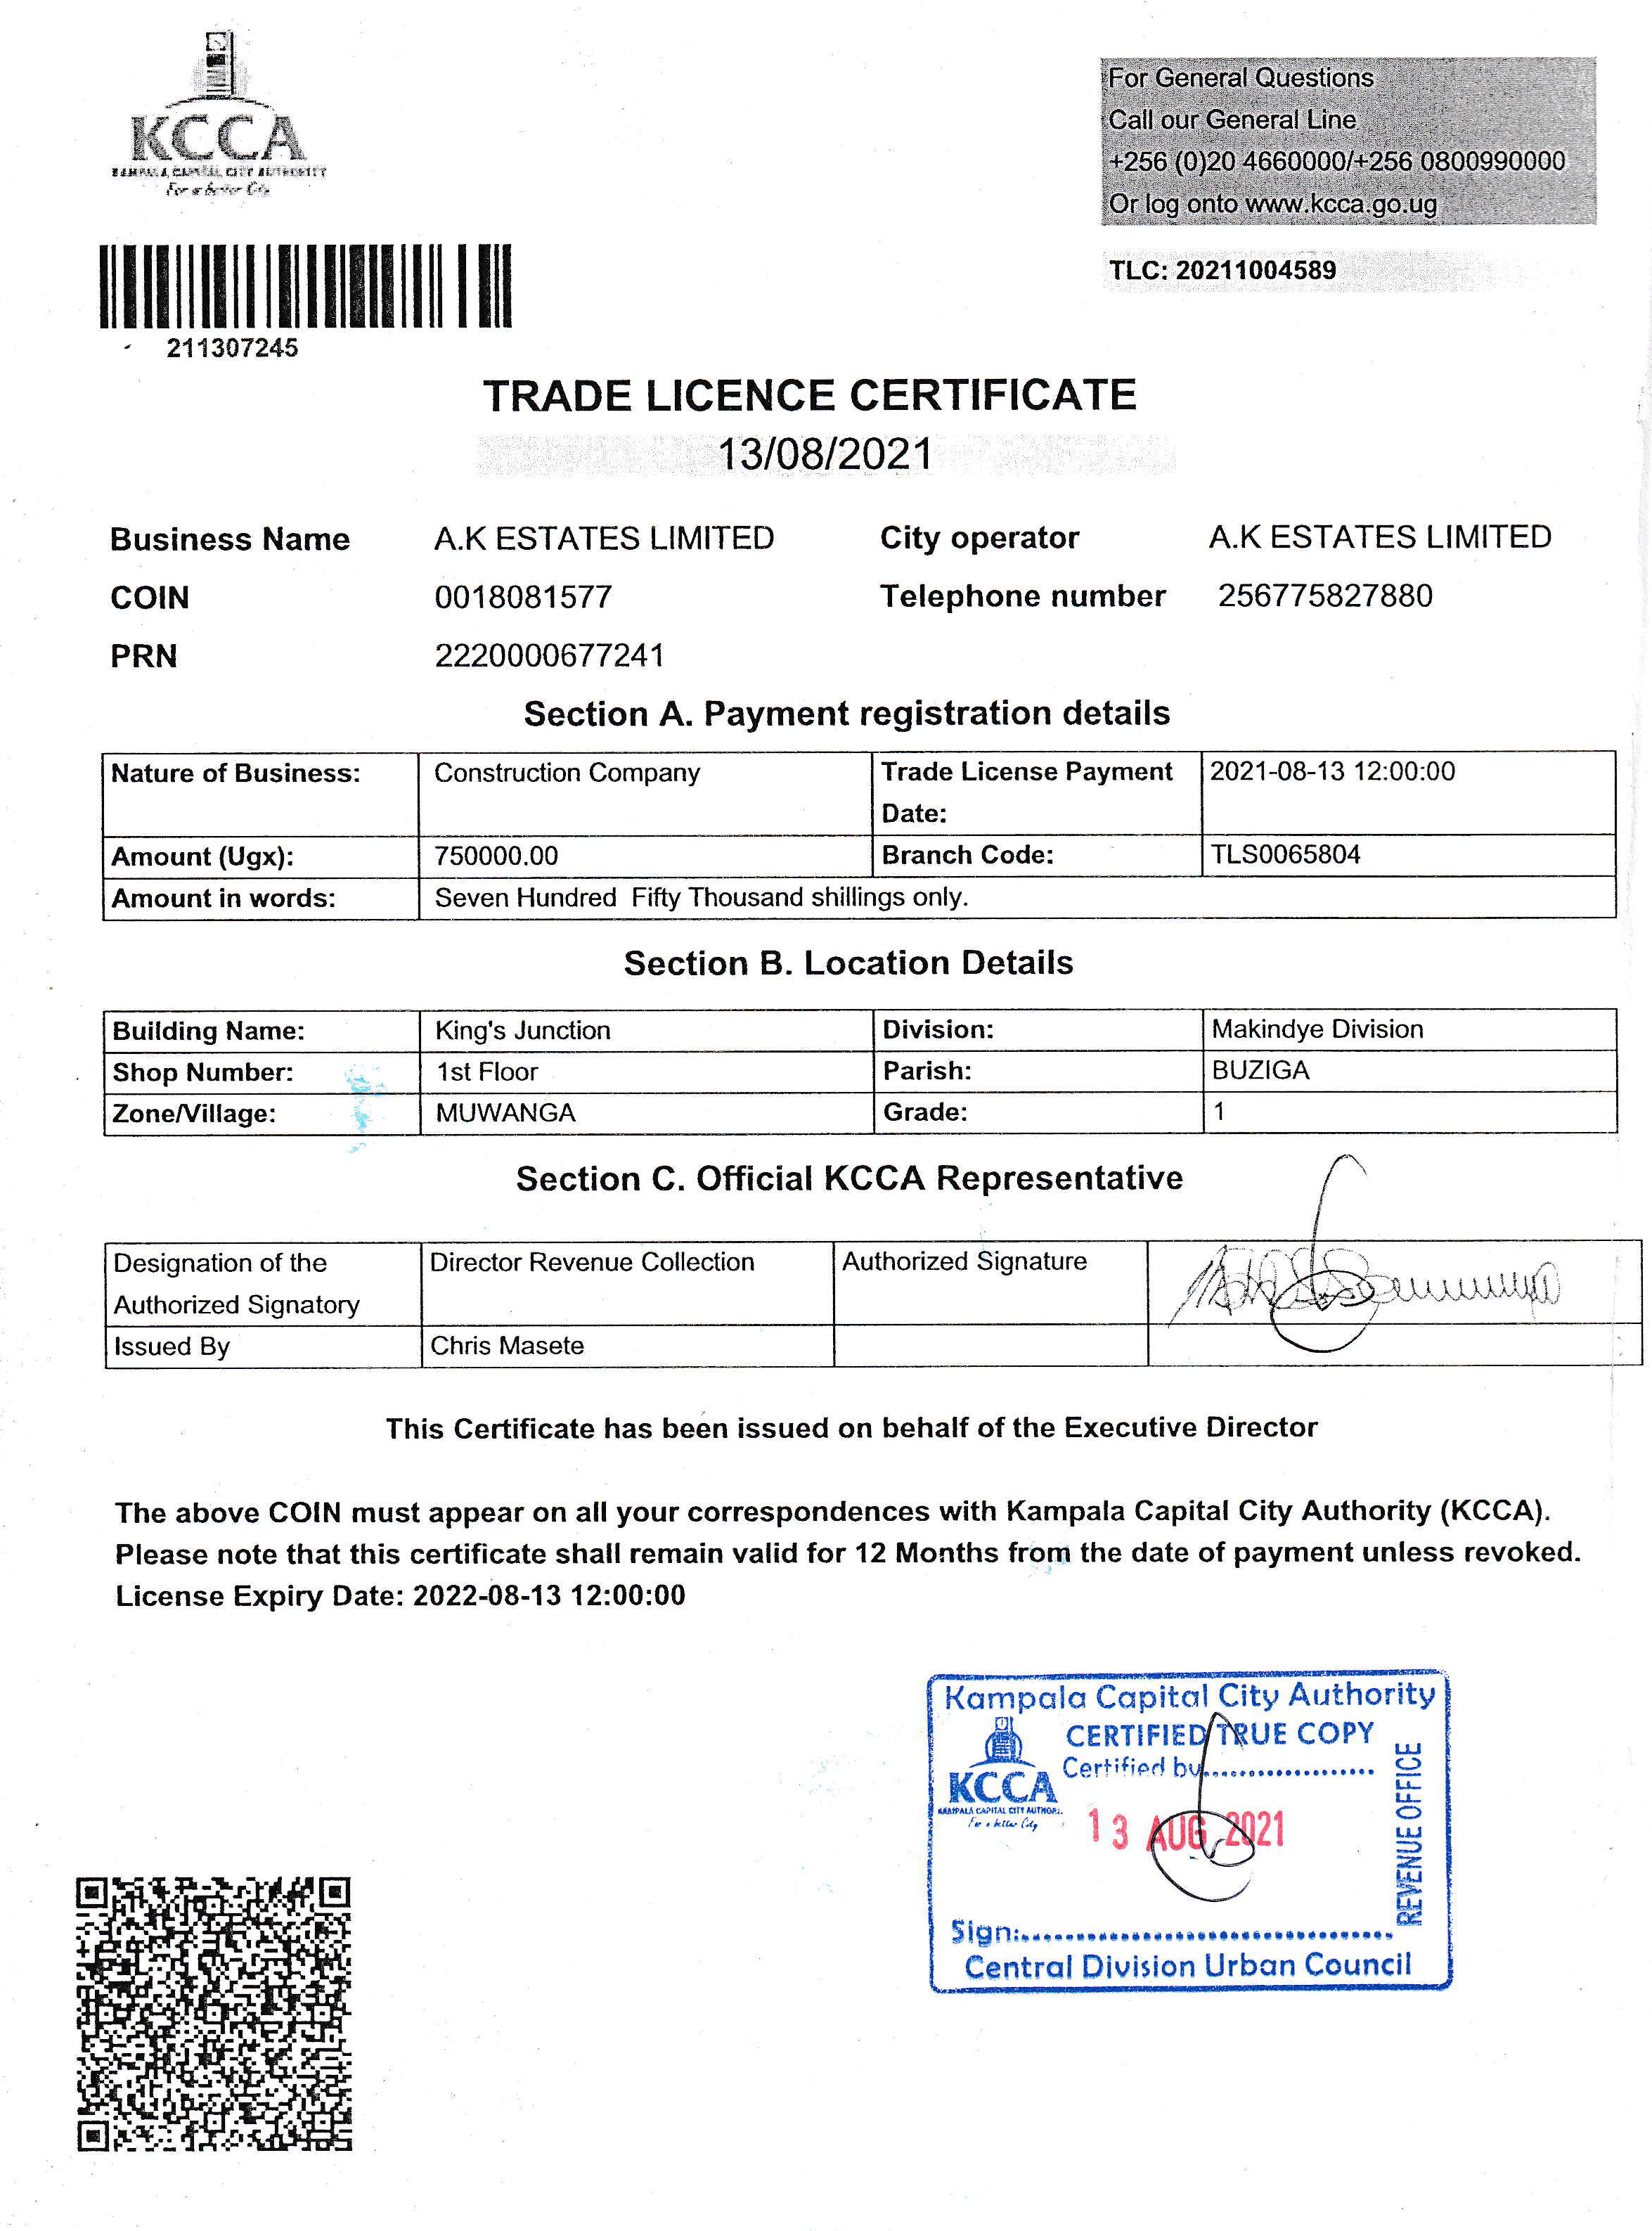 KCCA
KAMPALA CAPITAL CITY AUTHORITY
For a better City
For General Questions
Call our General Line
+256 (0)20 4660000/+256 0800990000
Or log onto www.kcca.go.ug
TLC: 20211004589
211307245
TRADE LICENCE CERTIFICATE
13/08/2021
Business Name A.K ESTATES LIMITED City operator A.K ESTATES LIMITED
COIN 0018081577 Telephone number 256775827880
PRN 2220000677241
Section A. Payment registration details
Nature of Business: Construction Company Trade License Payment Date: 2021-08-13 12:00:00
Amount (Ugx): 750000.00 Branch Code: TLS0065804
Amount in words: Seven Hundred Fifty Thousand shillings only.
Section B. Location Details
Building Name: King's Junction Division: Makindye Division
Shop Number: 1st Floor Parish: BUZIGA
Zone/Village: MUWANGA Grade: 1
Section C. Official KCCA Representative
Designation of the Authorized Signatory Director Revenue Collection Authorized Signature
Issued By Chris Masete
This Certificate has been issued on behalf of the Executive Director
The above COIN must appear on all your correspondences with Kampala Capital City Authority (KCCA).
Please note that this certificate shall remain valid for 12 Months from the date of payment unless revoked.
License Expiry Date: 2022-08-13 12:00:00
Kampala Capital City Authority
CERTIFIED TRUE COPY
Certified by....................
KCCA
KAMPALA CAPITAL CITY AUTHORI.
For a better City
13 AUG 2021
REVENUE OFFICE
Sign:....................................
Central Division Urban Council